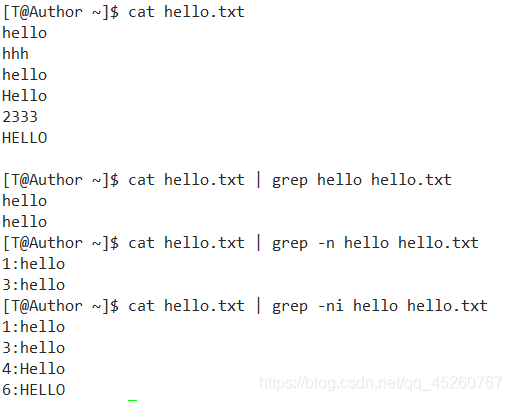 [T@Author ~]$ cat hello.txt
hello
hhh
hello
Hello
2333
HELLO
[T@Author ~]$ cat hello.txt | grep hello hello.txt
hello
hello
[T@Author ~]$ cat hello.txt | grep -n hello hello.txt
1:hello
3:hello
[T@Author ~]$ cat hello.txt | grep -ni hello hello.txt
1:hello
3:hello
4:Hello
6:HELLO
https://blog.csdn.net/qq_45260767